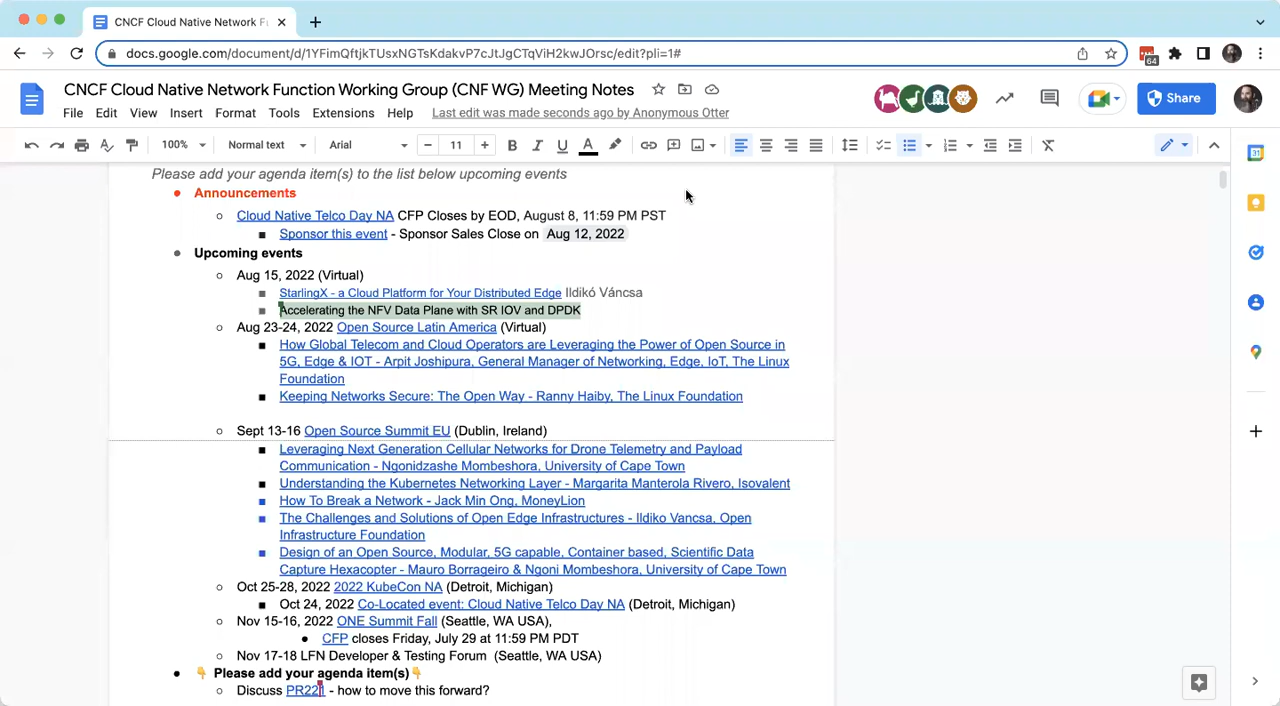 CNCF Cloud Native Network F
docs.google.com/document/d/1YFimQftjkTUsxNGTsKdakvP7cJtJgCTqViH2kwJOrsc/edit?pli=1#
64
CNCF Cloud Native Network Function Working Group (CNF WG) Meeting Notes
File Edit View Insert Format Tools Extensions Help Last edit was made seconds ago by Anonymous Otter
Share
100% Normal text Arial 11 B I U A
31
Please add your agenda item(s) to the list below upcoming events
Announcements
Cloud Native Telco Day NA CFP Closes by EOD, August 8, 11:59 PM PST
Sponsor this event - Sponsor Sales Close on Aug 12, 2022
Upcoming events
Aug 15, 2022 (Virtual)
StarlingX - a Cloud Platform for Your Distributed Edge Ildikó Váncsa
Accelerating the NFV Data Plane with SR IOV and DPDK
Aug 23-24, 2022 Open Source Latin America (Virtual)
How Global Telecom and Cloud Operators are Leveraging the Power of Open Source in
5G, Edge & IOT - Arpit Joshipura, General Manager of Networking, Edge, IoT, The Linux
Foundation
Keeping Networks Secure: The Open Way - Ranny Haiby, The Linux Foundation
Sept 13-16 Open Source Summit EU (Dublin, Ireland)
Leveraging Next Generation Cellular Networks for Drone Telemetry and Payload
Communication - Ngonidzashe Mombeshora, University of Cape Town
Understanding the Kubernetes Networking Layer - Margarita Manterola Rivero, Isovalent
How To Break a Network - Jack Min Ong, MoneyLion
The Challenges and Solutions of Open Edge Infrastructures - Ildiko Vancsa, Open
Infrastructure Foundation
Design of an Open Source, Modular, 5G capable, Container based, Scientific Data
Capture Hexacopter - Mauro Borrageiro & Ngoni Mombeshora, University of Cape Town
Oct 25-28, 2022 2022 KubeCon NA (Detroit, Michigan)
Oct 24, 2022 Co-Located event: Cloud Native Telco Day NA (Detroit, Michigan)
Nov 15-16, 2022 ONE Summit Fall (Seattle, WA USA),
CFP closes Friday, July 29 at 11:59 PM PDT
Nov 17-18 LFN Developer & Testing Forum (Seattle, WA USA)
👇 Please add your agenda item(s)👇
Discuss - how to move this forward?